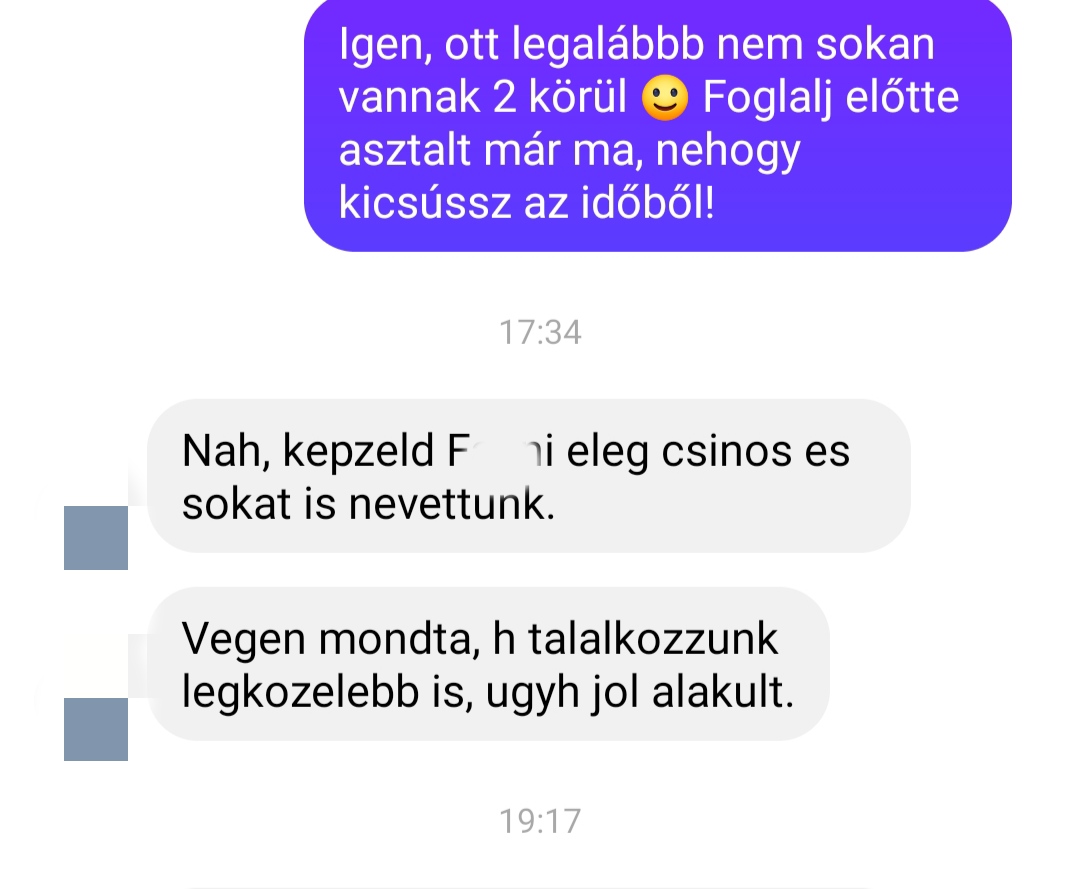 Igen, ott legalábbb nem sokan
vannak 2 körül 🙂 Foglalj előtte
asztalt már ma, nehogy
kicsússz az időből!
17:34
Nah, kepzeld eleg csinos es
sokat is nevettunk.
Vegen mondta, h talalkozzunk
legkozelebb is, ugyh jol alakult.
19:17